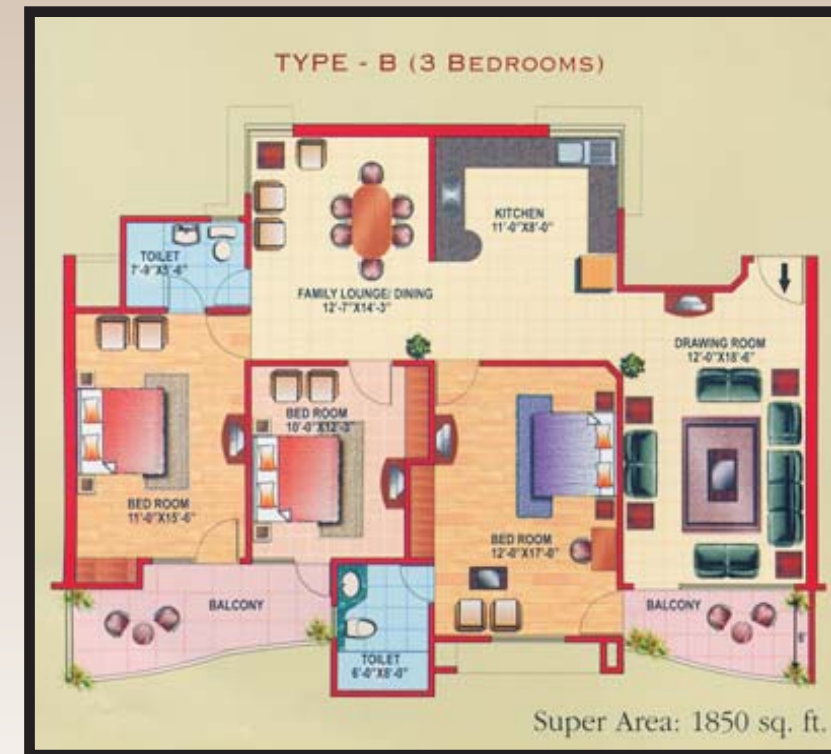 TYPE - B (3 BEDROOMS)
KITCHEN
11'-0"X8'-0"
TOILET
7'-9"X5'-6"
FAMILY LOUNGE/ DINING
12'-7"X14'-3"
DRAWING ROOM
12'-0"X18'-6"
BED ROOM
10'-0"X12'-3"
BED ROOM
11'-0"X15'-6"
BED ROOM
12'-0"X17'-0"
BALCONY
BALCONY
6'
TOILET
6'-0"X8'-0"
Super Area: 1850 sq. ft.